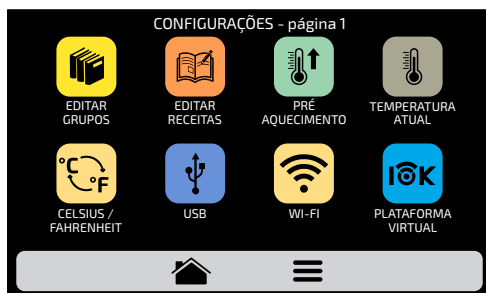 CONFIGURAÇÕES - página 1
EDITAR
GRUPOS
EDITAR
RECEITAS
PRÉ
AQUECIMENTO
TEMPERATURA
ATUAL
°C
°F
IOK
CELSIUS /
FAHRENHEIT
USB
WI-FI
PLATAFORMA
VIRTUAL